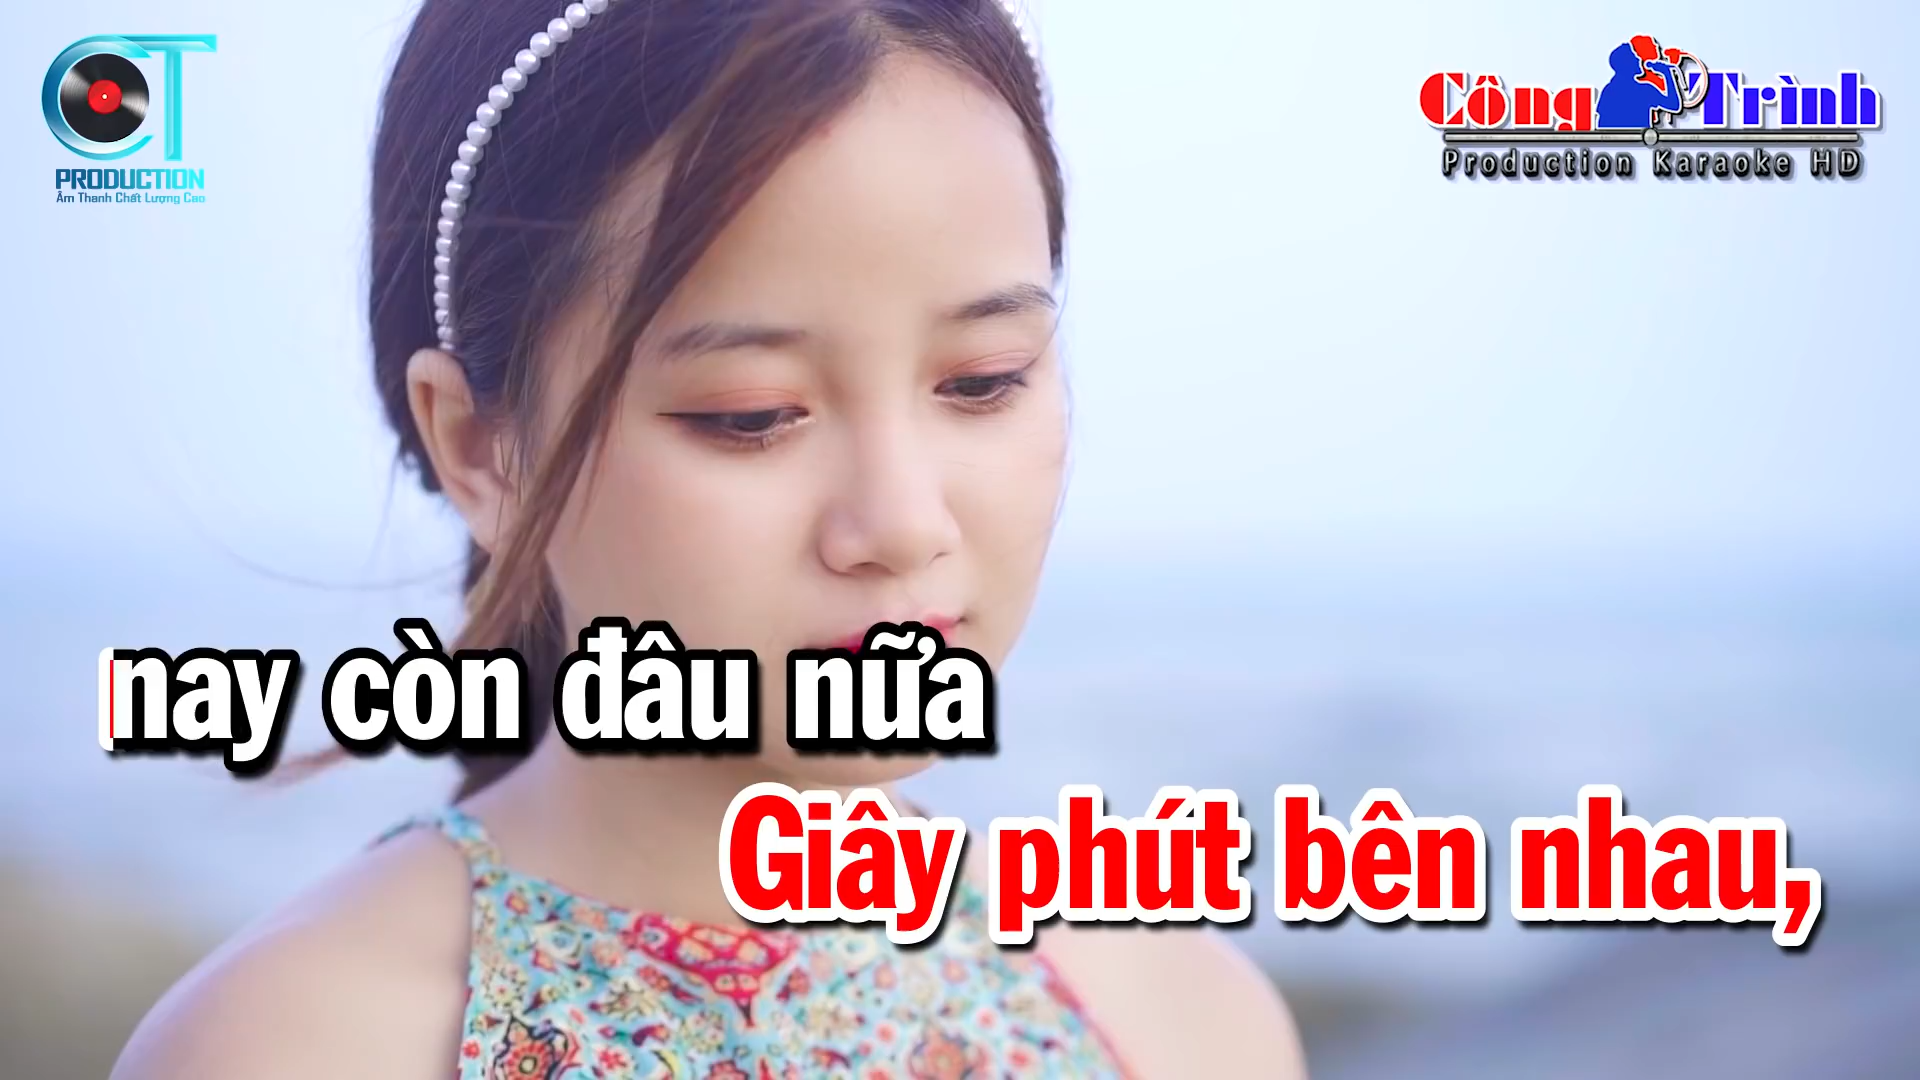 CT
PRODUCTION
Âm Thanh Chất Lượng Cao
Công Trình
Production Karaoke HD
nay còn đâu nữa
Giây phút bên nhau,